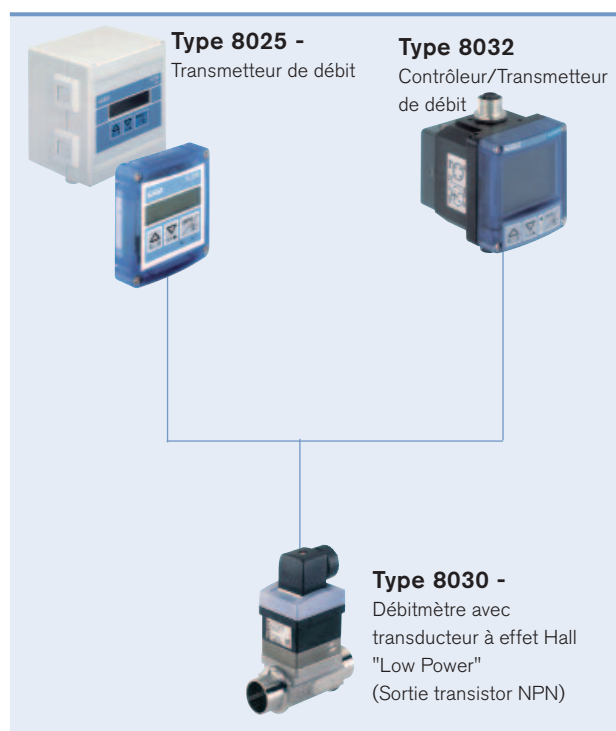 Type 8025 -
Transmetteur de débit
Type 8032
Contrôleur/Transmetteur
de débit
Type 8030 -
Débitmètre avec
transducteur à effet Hall
"Low Power"
(Sortie transistor NPN)